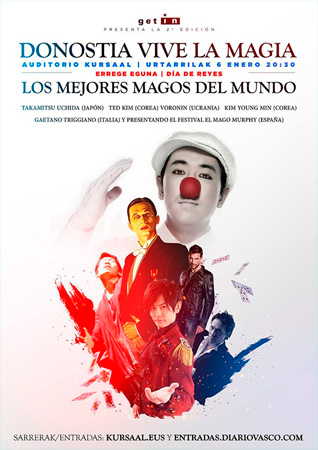 get in
PRESENTA LA 2ª EDICIÓN
DONOSTIA VIVE LA MAGIA
AUDITORIO KURSAAL | URTARRILAK 6 ENERO 20:30
ERREGE EGUNA | DÍA DE REYES
LOS MEJORES MAGOS DEL MUNDO
TAKAMITSU UCHIDA (JAPÓN) TED KIM (COREA) VORONIN (UCRANIA) KIM YOUNG MIN (COREA)
GAETANO TRIGGIANO (ITALIA) Y PRESENTANDO EL FESTIVAL EL MAGO MURPHY (ESPAÑA)
SARRERAK/ENTRADAS: KURSAAL.EUS Y ENTRADAS.DIARIOVASCO.COM